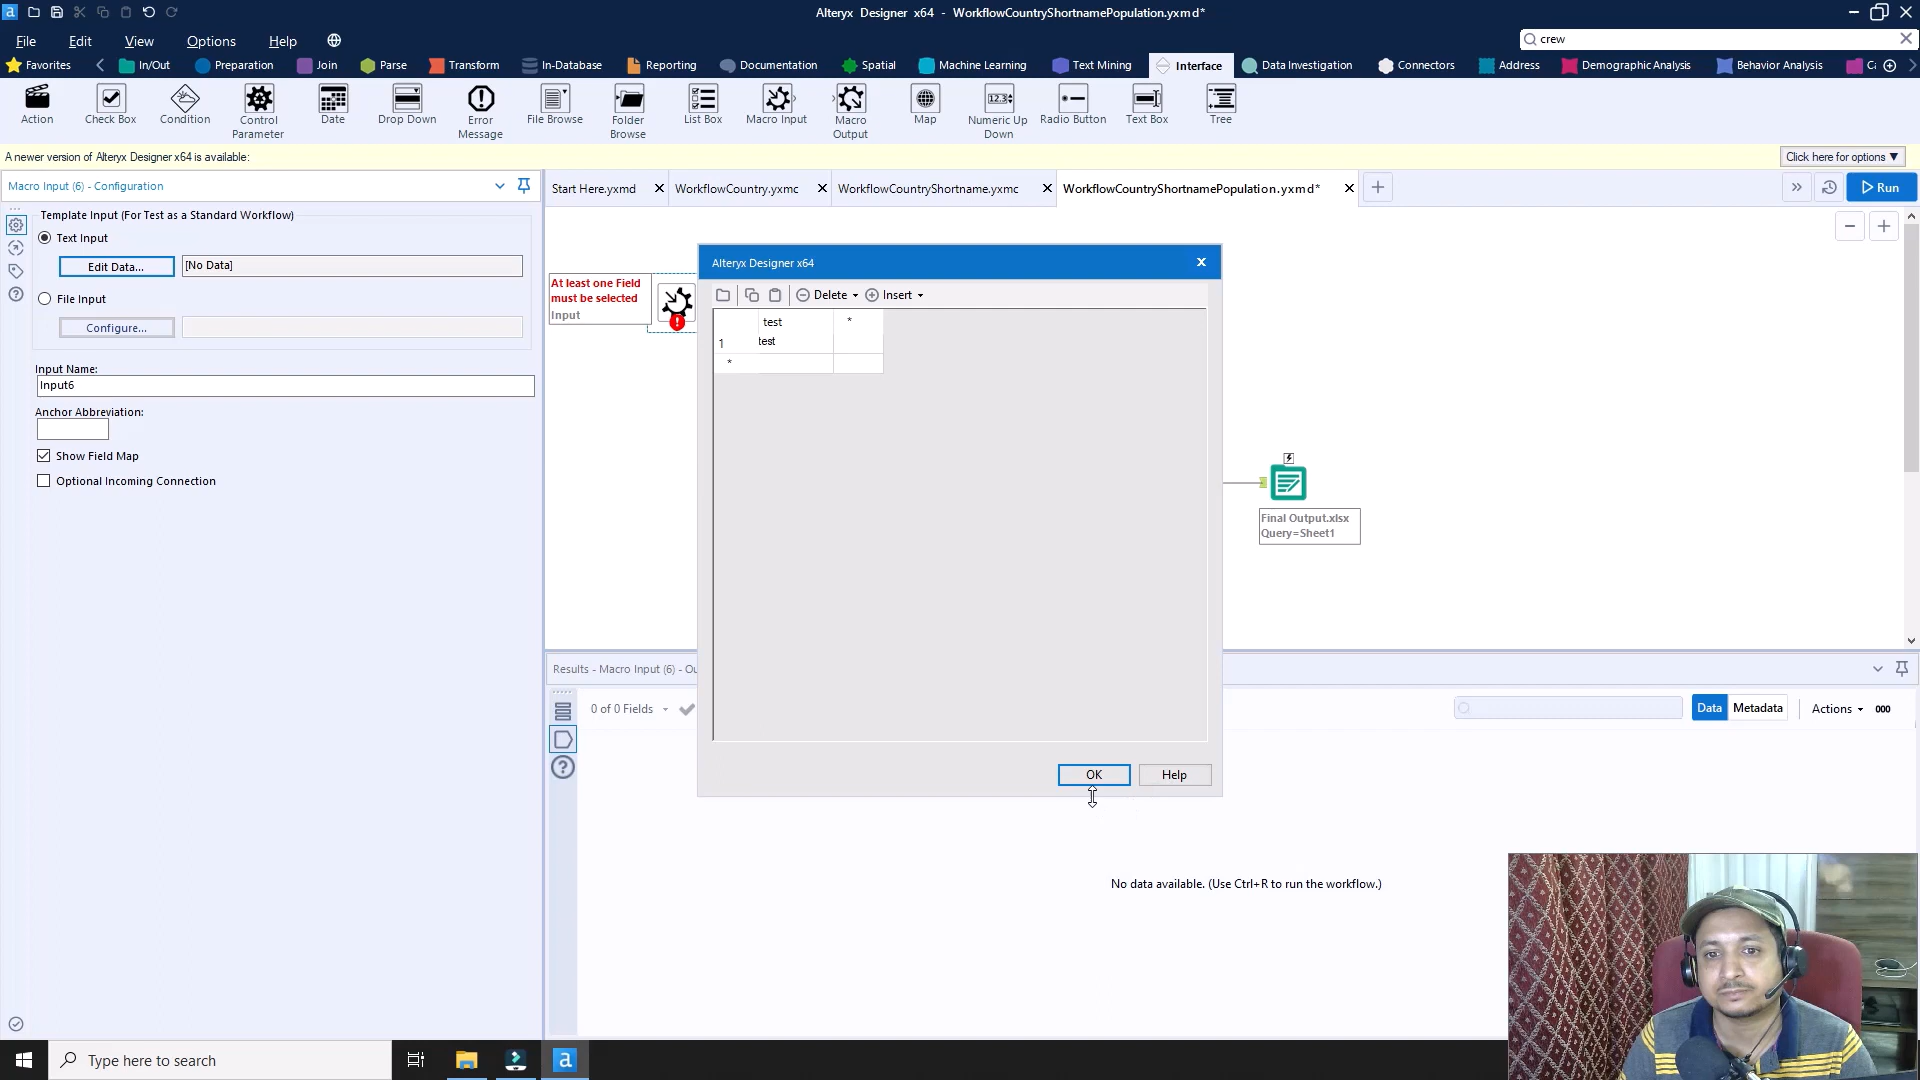 Alteryx Designer x64 - WorkflowCountryShortnamePopulation.yxmd*
File Edit View Options Help
crew
Favorites In/Out Preparation Join Parse Transform In-Database Reporting Documentation Spatial Machine Learning Text Mining Interface Data Investigation Connectors Address Demographic Analysis Behavior Analysis Ca
Action Check Box Condition Control Parameter Date Drop Down Error Message File Browse Folder Browse List Box Macro Input Macro Output Map Numeric Up Down Radio Button Text Box Tree
A newer version of Alteryx Designer x64 is available:
Click here for options ▼
Macro Input (6) - Configuration
Start Here.yxmd WorkflowCountry.yxmc WorkflowCountryShortname.yxmc WorkflowCountryShortnamePopulation.yxmd*
Run
Template Input (For Test as a Standard Workflow)
Text Input
Edit Data... [No Data]
File Input
Configure...
Input Name:
Input6
Anchor Abbreviation:
Show Field Map
Optional Incoming Connection
At least one Field
must be selected
Input
Alteryx Designer x64
Delete Insert
test *
1 test
*
OK Help
Final Output.xlsx
Query=Sheet1
Results - Macro Input (6) - Ou
0 of 0 Fields
Data Metadata Actions 000
No data available. (Use Ctrl+R to run the workflow.)
Type here to search